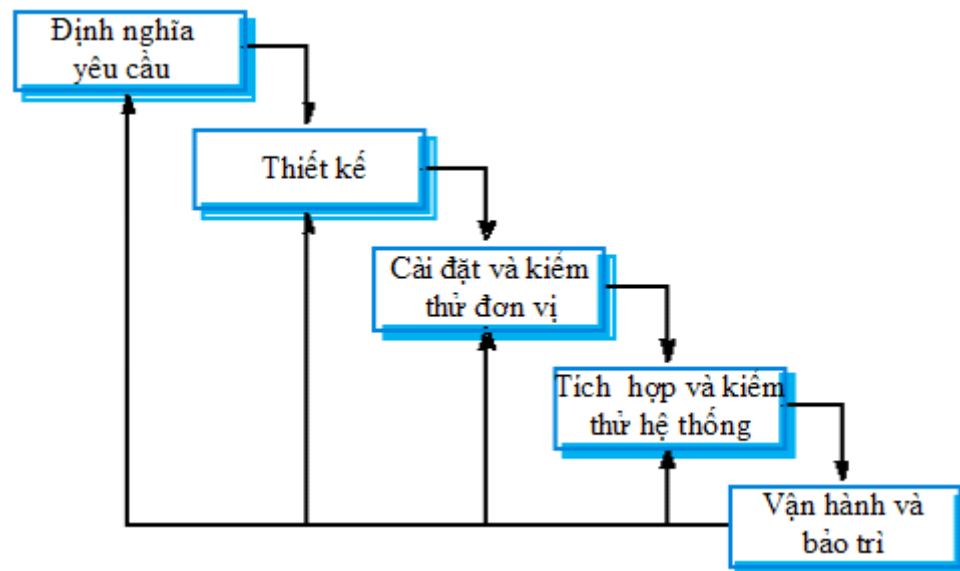 Định nghĩa
yêu cầu
Thiết kế
Cài đặt và kiểm
thử đơn vị
Tích hợp và kiểm
thử hệ thống
Vận hành và
bảo trì